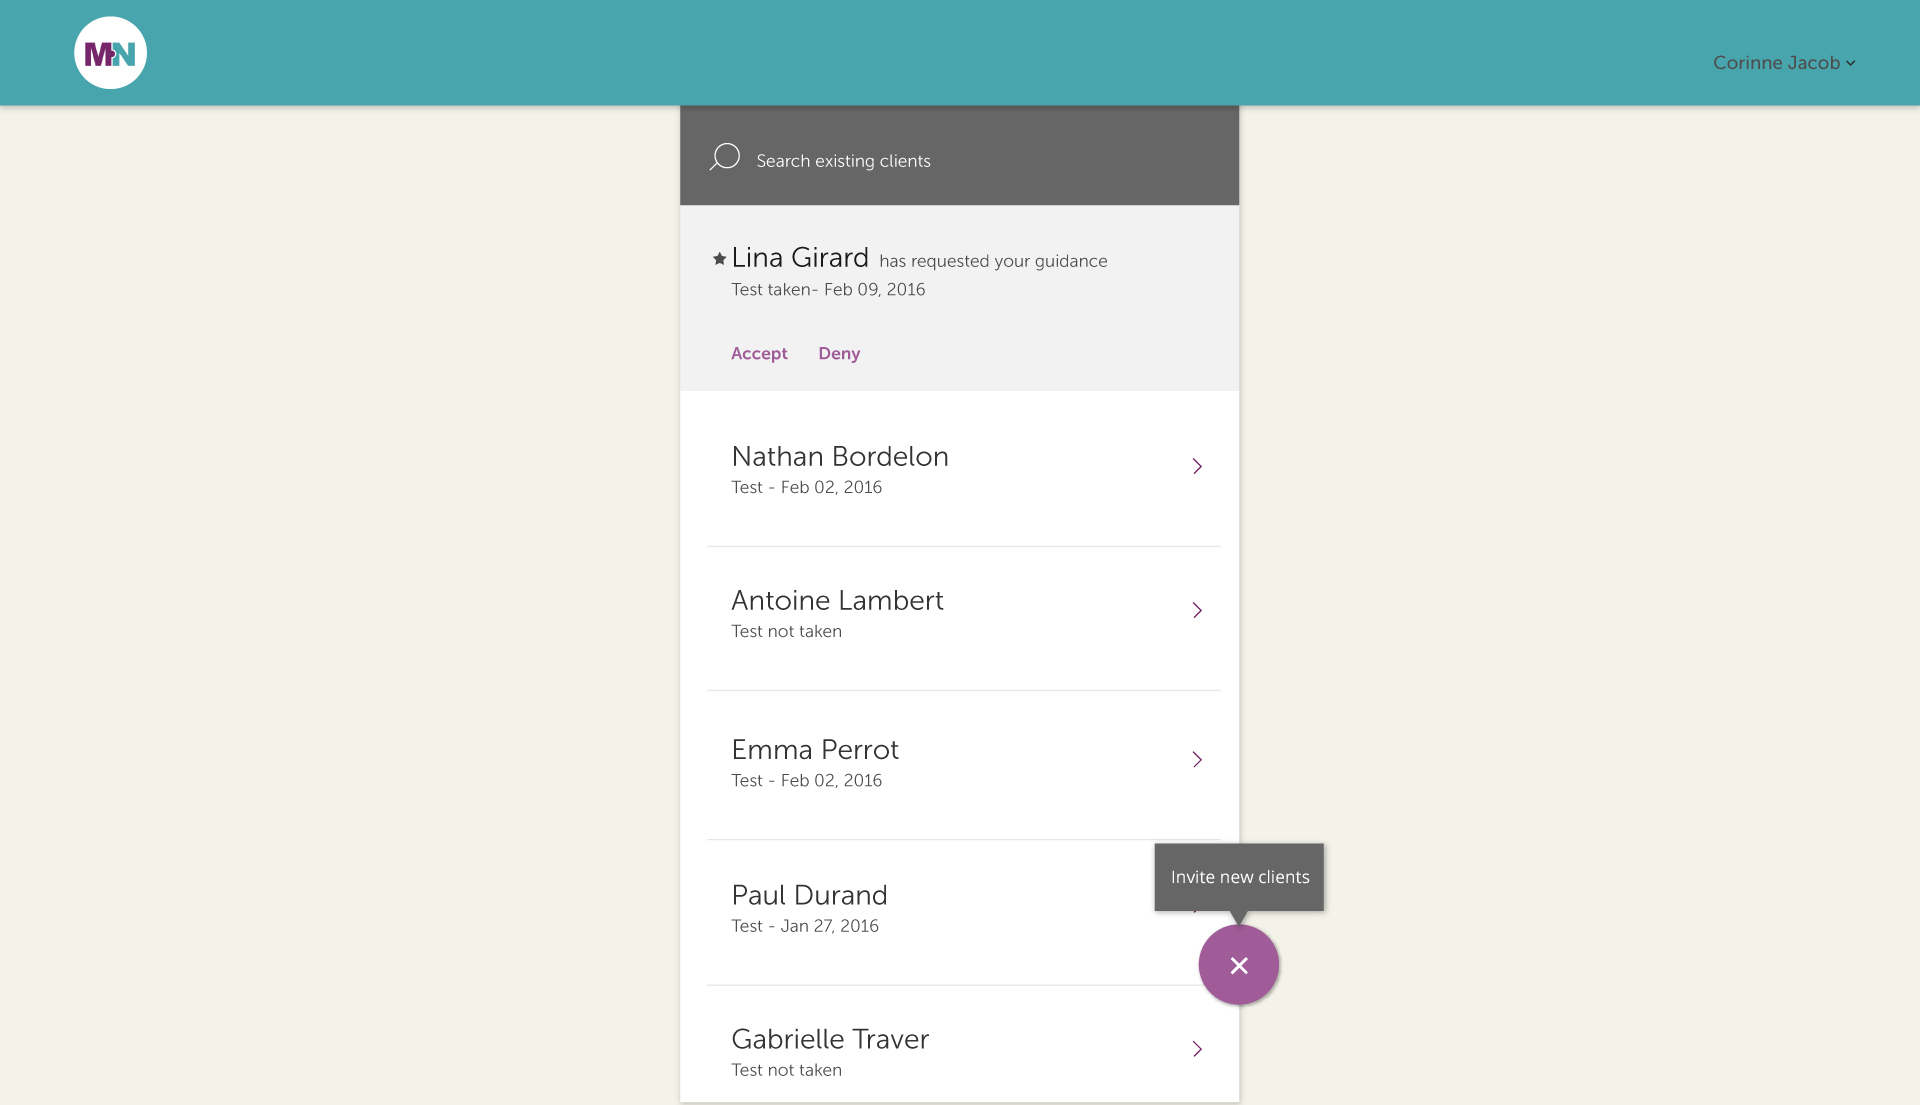 MN
Corinne Jacob
Search existing clients
Lina Girard has requested your guidance
Test taken- Feb 09, 2016
Accept Deny
Nathan Bordelon
Test - Feb 02, 2016
Antoine Lambert
Test not taken
Emma Perrot
Test - Feb 02, 2016
Invite new clients
Paul Durand
Test - Jan 27, 2016
Gabrielle Traver
Test not taken